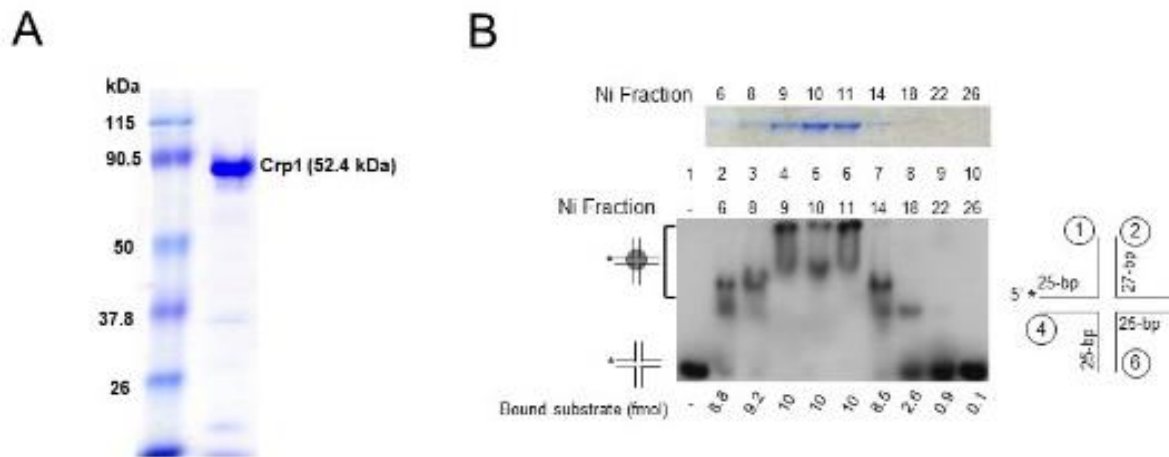 A
kDa
115
90.5
50
37.8
26
Crp1 (52.4 kDa)
B
Ni Fraction 6 8 9 10 11 14 18 22 26
1 2 3 4 5 6 7 8 9 10
Ni Fraction - 6 8 9 10 11 14 18 22 26
*
*
Bound substrate (fmol) - 8.8 9.2 10 10 10 8.5 2.6 0.9 0.1
1 2
27-bp
5' * 25-bp
4 25-bp
25-bp 6